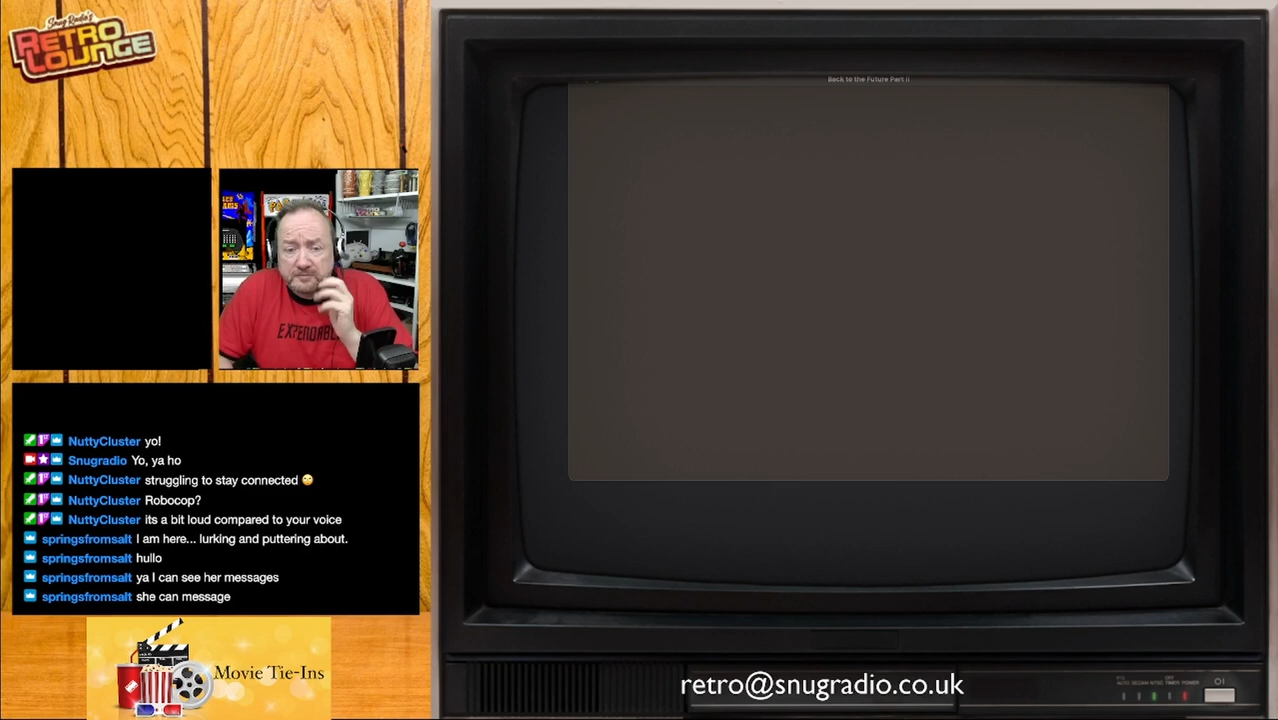 Snug Radio's
RETRO
LOUNGE
Back to the Future Part II
EXPENDABL
NuttyCluster yo!
Snugradio Yo, ya ho
NuttyCluster struggling to stay connected
NuttyCluster Robocop?
NuttyCluster its a bit loud compared to your voice
springsfromsalt I am here... lurking and puttering about.
springsfromsalt hullo
springsfromsalt ya I can see her messages
springsfromsalt she can message
Movie Tie-Ins
retro@snugradio.co.uk